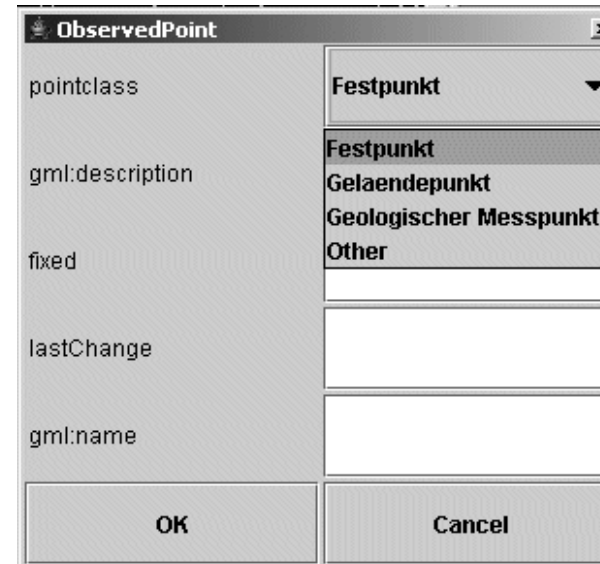 ObservedPoint
pointclass
Festpunkt
Festpunkt
gml:description
Gelaendepunkt
Geologischer Messpunkt
fixed
Other
lastChange
gml:name
OK
Cancel